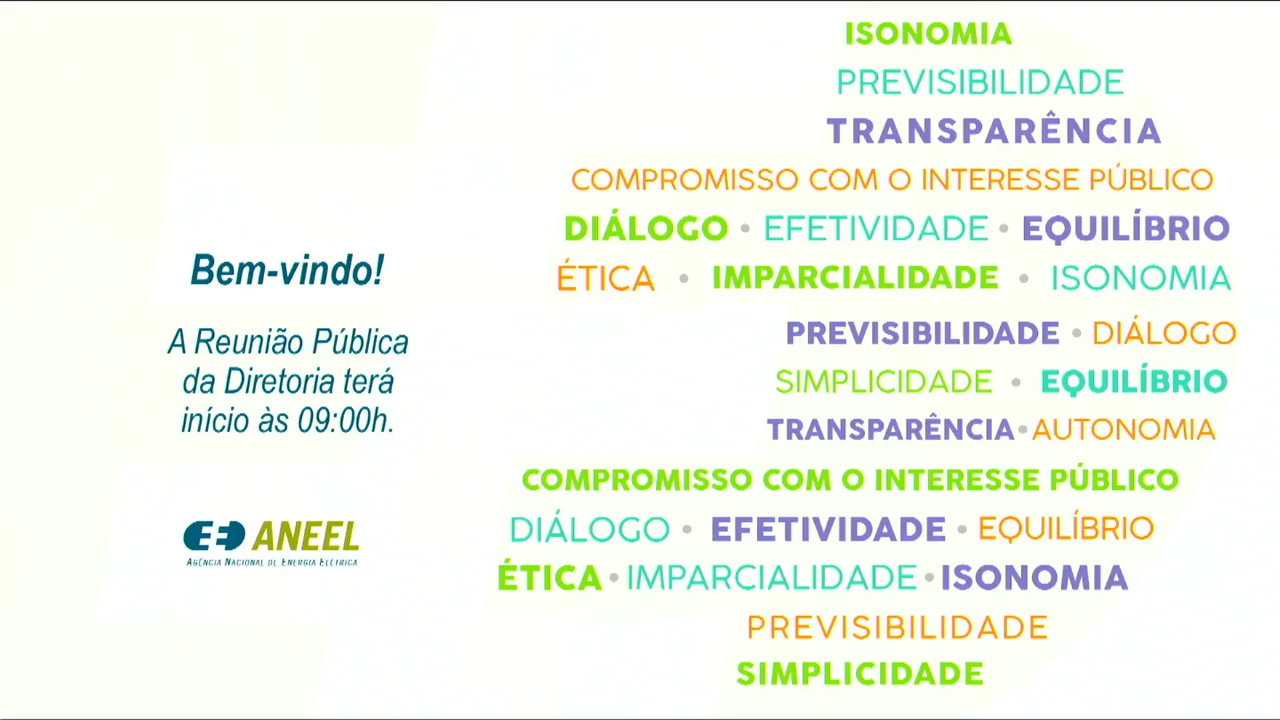 Bem-vindo!
A Reunião Pública
da Diretoria terá
início às 09:00h.
ANEEL
AGÊNCIA NACIONAL DE ENERGIA ELÉTRICA
ISONOMIA
PREVISIBILIDADE
TRANSPARÊNCIA
COMPROMISSO COM O INTERESSE PÚBLICO
DIÁLOGO • EFETIVIDADE • EQUILÍBRIO
ÉTICA • IMPARCIALIDADE • ISONOMIA
PREVISIBILIDADE • DIÁLOGO
SIMPLICIDADE • EQUILÍBRIO
TRANSPARÊNCIA • AUTONOMIA
COMPROMISSO COM O INTERESSE PÚBLICO
DIÁLOGO • EFETIVIDADE • EQUILÍBRIO
ÉTICA • IMPARCIALIDADE • ISONOMIA
PREVISIBILIDADE
SIMPLICIDADE